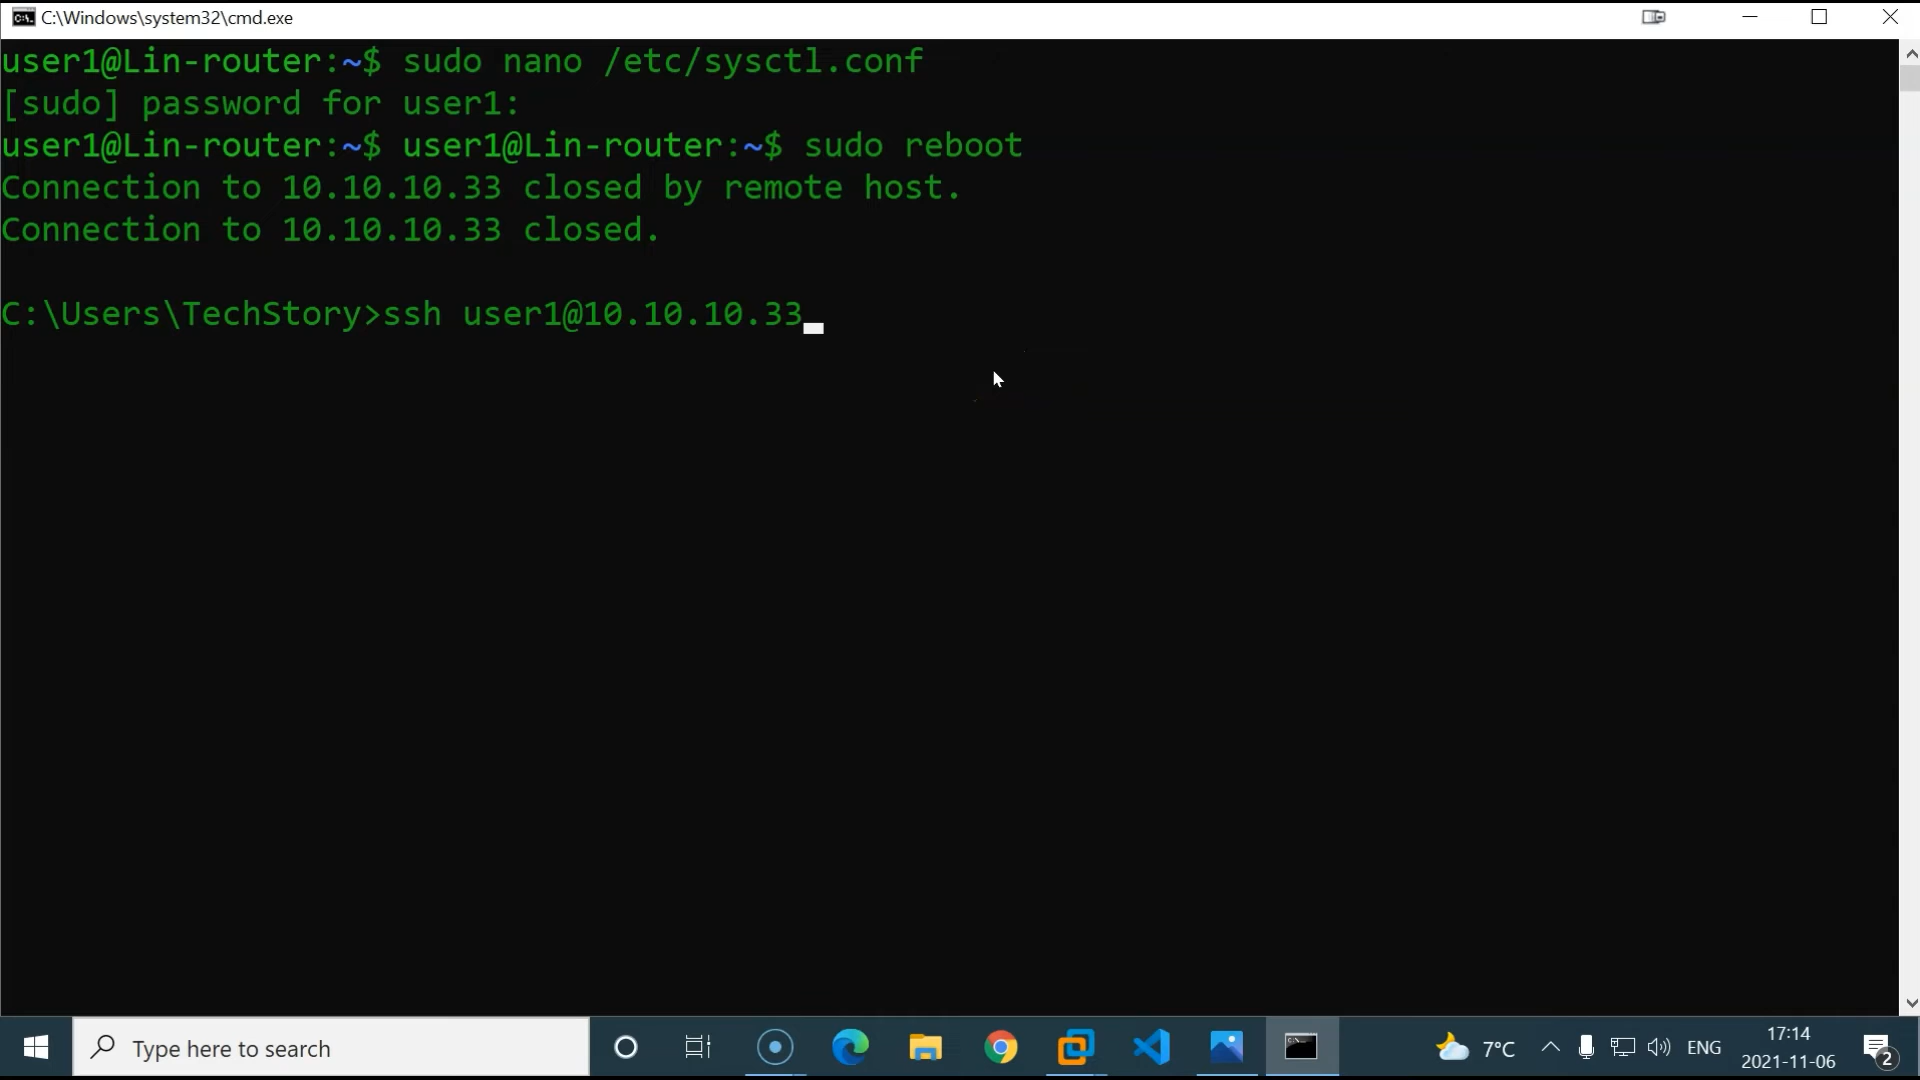 C:\Windows\system32\cmd.exe
user1@Lin-router:~$ sudo nano /etc/sysctl.conf
[sudo] password for user1:
user1@Lin-router:~$ user1@Lin-router:~$ sudo reboot
Connection to 10.10.10.33 closed by remote host.
Connection to 10.10.10.33 closed.
C:\Users\TechStory>ssh user1@10.10.10.33
Type here to search
7°C
ENG
17:14
2021-11-06
2